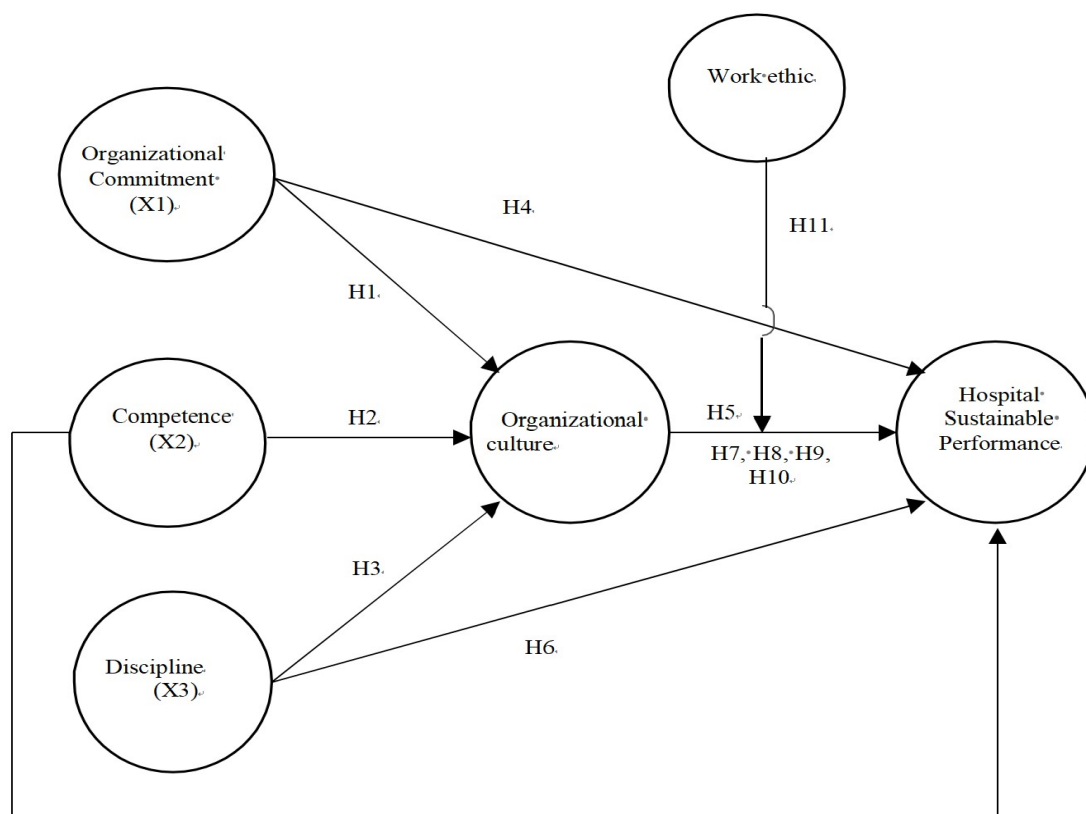 Work ethic
Organizational
Commitment
(X1)
H4
H11
H1
Competence
(X2)
H2
Organizational
culture
H5
H7, H8, H9,
H10
Hospital
Sustainable
Performance
H3
Discipline
(X3)
H6